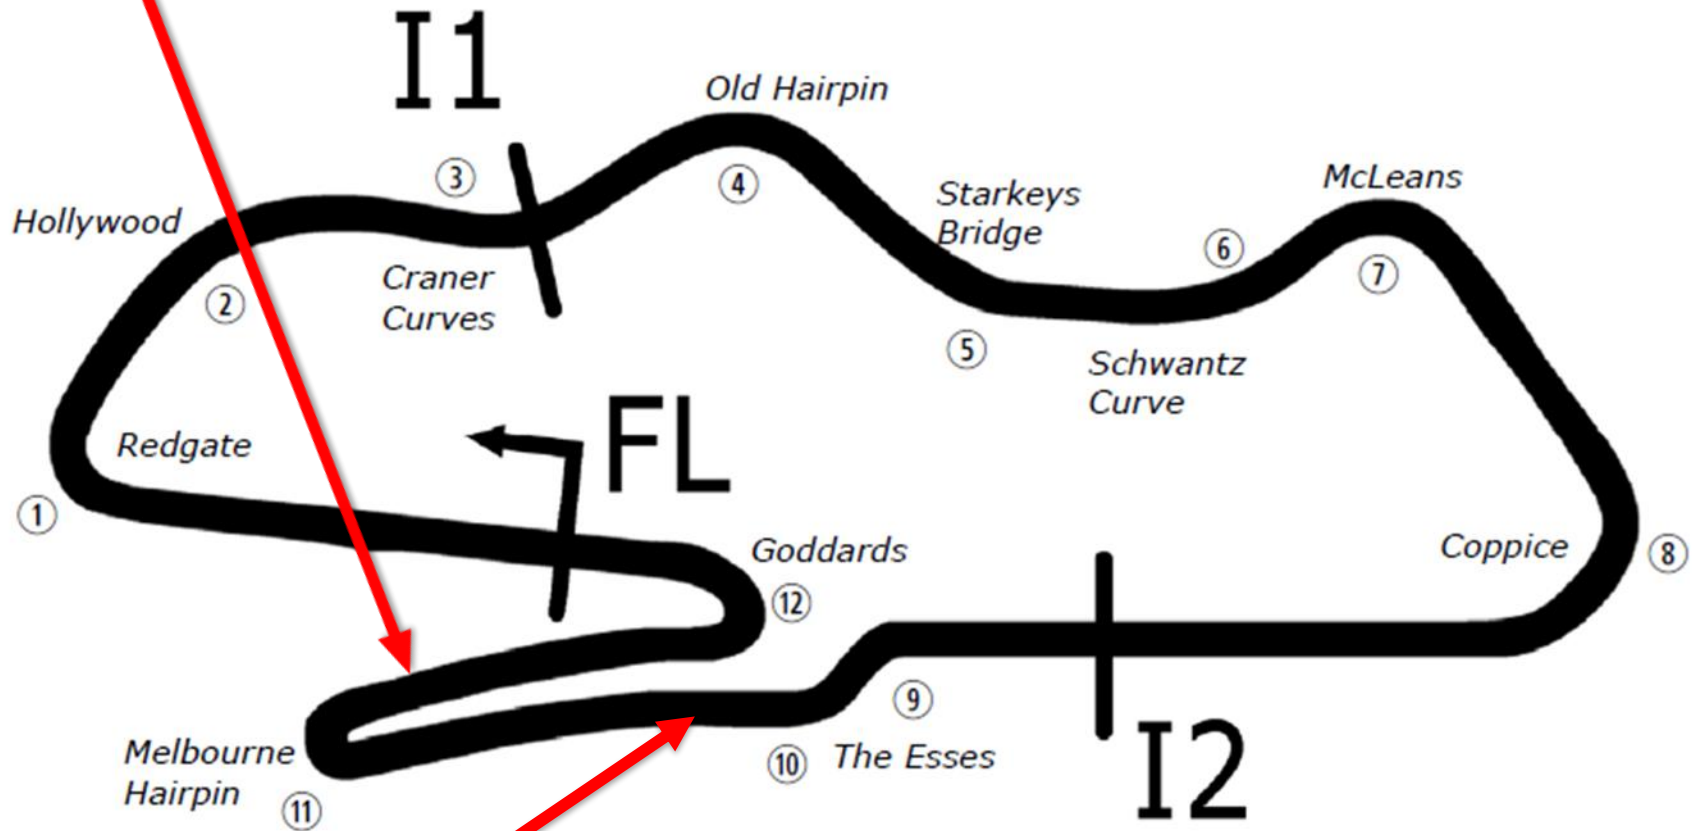 I1
Old Hairpin
③
④
McLeans
Starkeys
Bridge
Hollywood
⑥
⑦
Craner
Curves
②
⑤
Schwantz
Curve
FL
Redgate
①
Goddards
Coppice
⑧
⑫
⑨
Melbourne
Hairpin
⑪
⑩
The Esses
I2